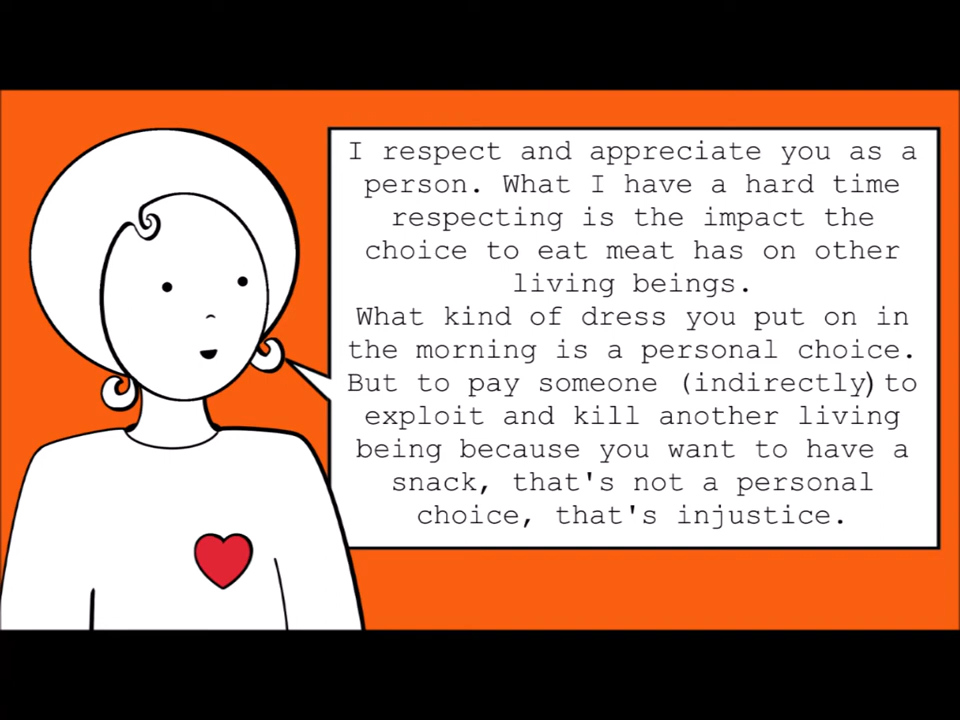 I respect and appreciate you as a
person. What I have a hard time
respecting is the impact the
choice to eat meat has on other
living beings.
What kind of dress you put on in
the morning is a personal choice.
But to pay someone (indirectly)to
exploit and kill another living
being because you want to have a
snack, that's not a personal
choice, that's injustice.